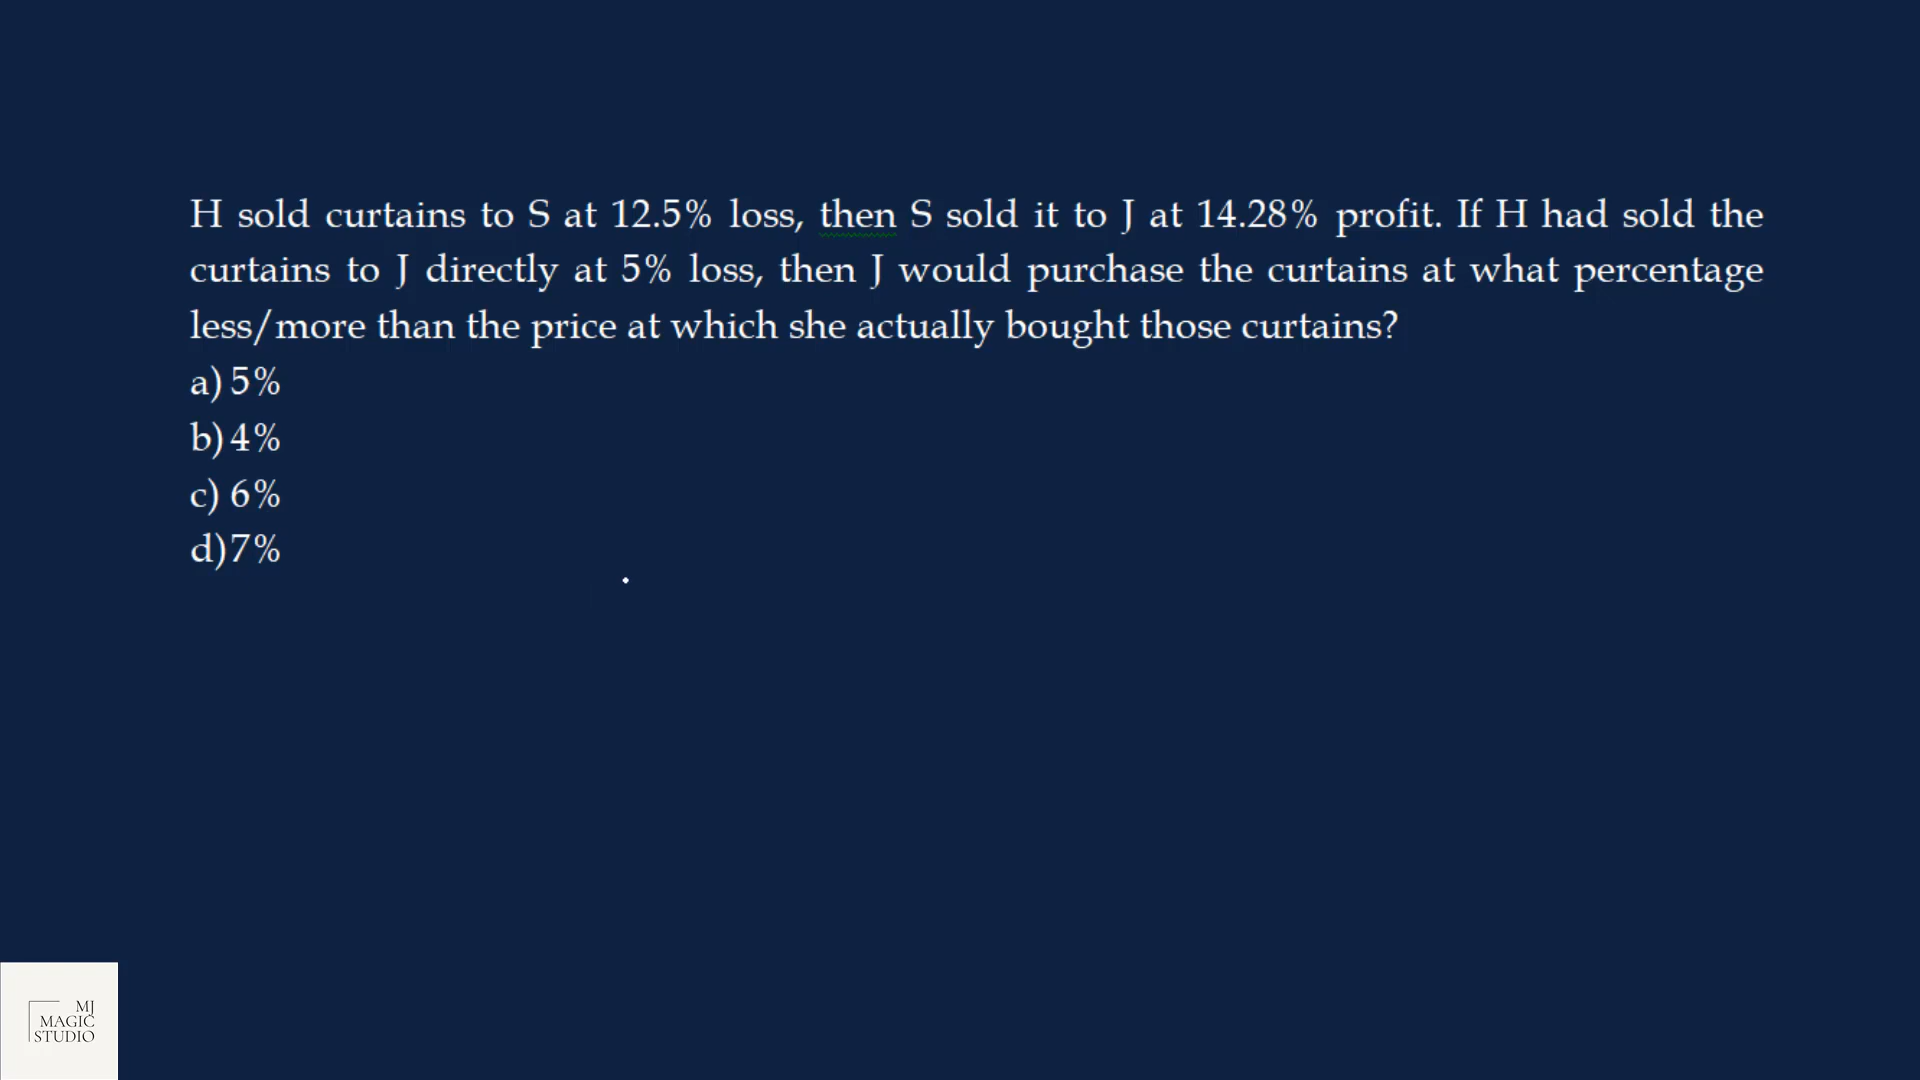 H sold curtains to S at 12.5% loss, then S sold it to J at 14.28% profit. If H had sold the
curtains to J directly at 5% loss, then J would purchase the curtains at what percentage
less/more than the price at which she actually bought those curtains?
a) 5%
b) 4%
c) 6%
d) 7%
MJ
MAGIC
STUDIO